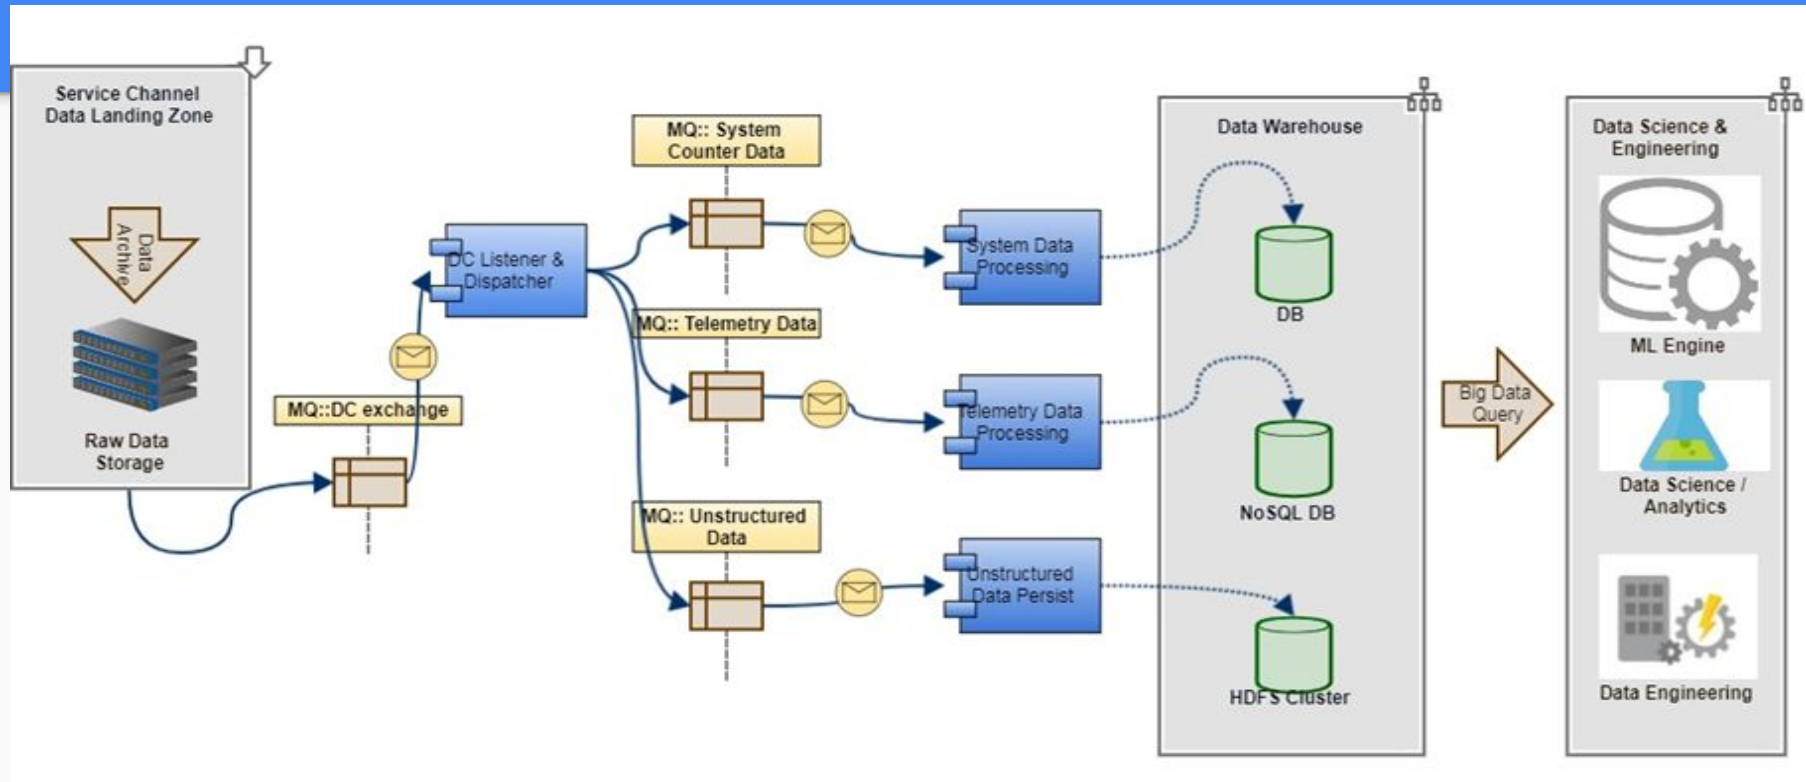 Service Channel
Data Landing Zone
Data
Archive
Raw Data
Storage
MQ::DC exchange
DC Listener &
Dispatcher
MQ:: System
Counter Data
MQ:: Telemetry Data
MQ:: Unstructured
Data
System Data
Processing
Telemetry Data
Processing
Unstructured
Data Persist
Data Warehouse
DB
NoSQL DB
HDFS Cluster
Big Data
Query
Data Science &
Engineering
ML Engine
Data Science /
Analytics
Data Engineering